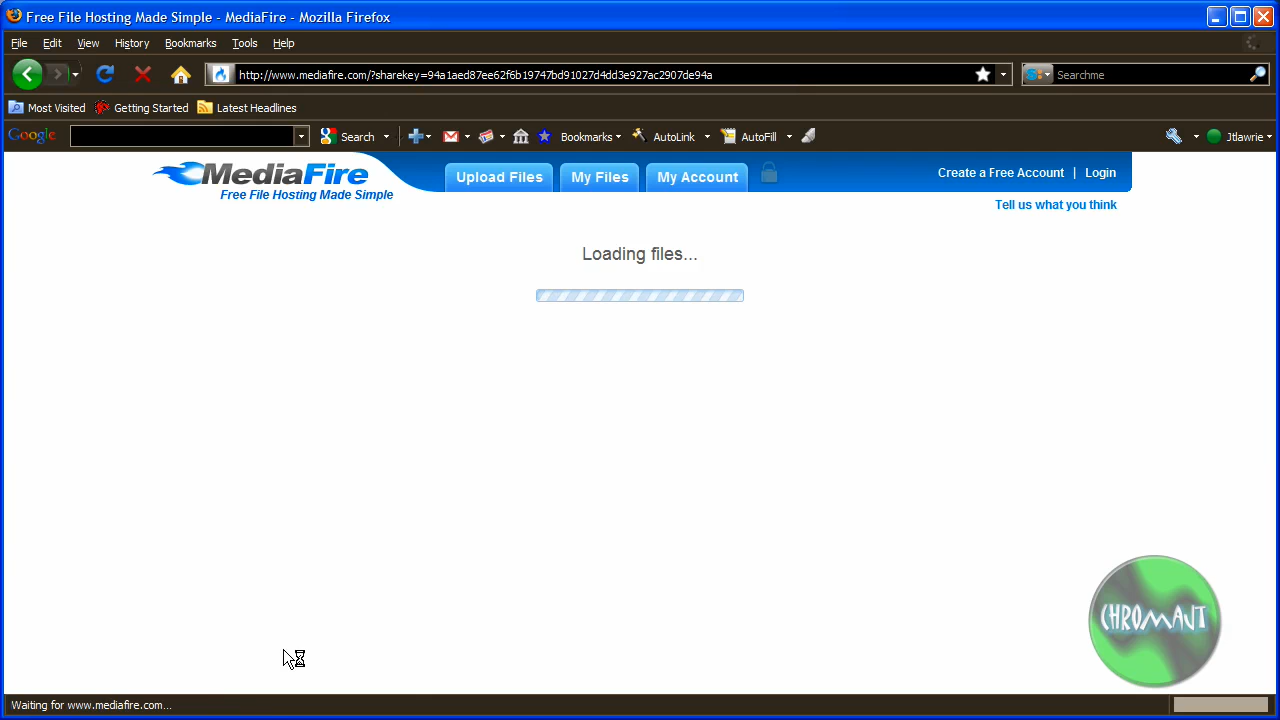 Free File Hosting Made Simple - MediaFire - Mozilla Firefox
File Edit View History Bookmarks Tools Help
http://www.mediafire.com/?sharekey=94a1aed87ee62f6b19747bd91027d4dd3e927ac2907de94a
Searchme
Most Visited Getting Started Latest Headlines
Google Search Bookmarks AutoLink AutoFill Jtlawrie
MediaFire Upload Files My Files My Account Create a Free Account | Login
Free File Hosting Made Simple
Tell us what you think
Loading files...
CHROMAJT
Waiting for www.mediafire.com...